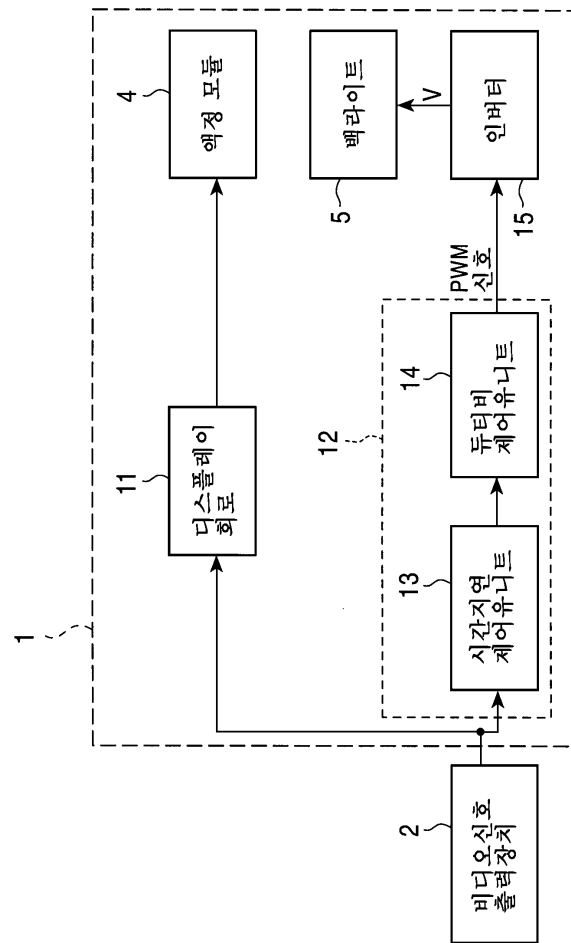 1
비디오신호
출력장치
2
11
디스플레이
회로
4
액정 모듈
12
13
시간지연
제어유니트
14
듀티비
제어유니트
PWM
신호
5
백라이트
V
인버터
15